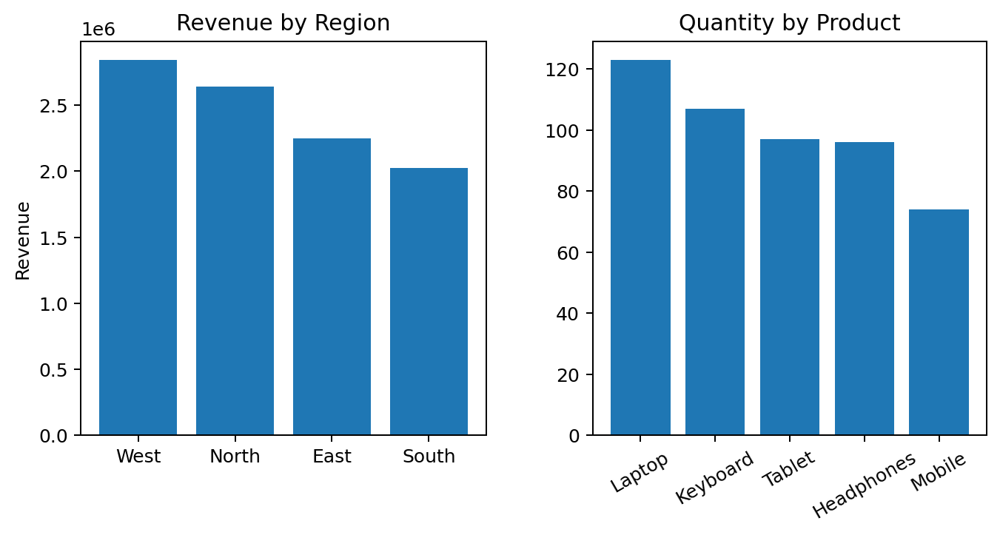 Revenue by Region
1e6
Revenue
2.5
2.0
1.5
1.0
0.5
0.0
West North East South
Quantity by Product
120
100
80
60
40
20
0
Laptop Keyboard Tablet Headphones Mobile